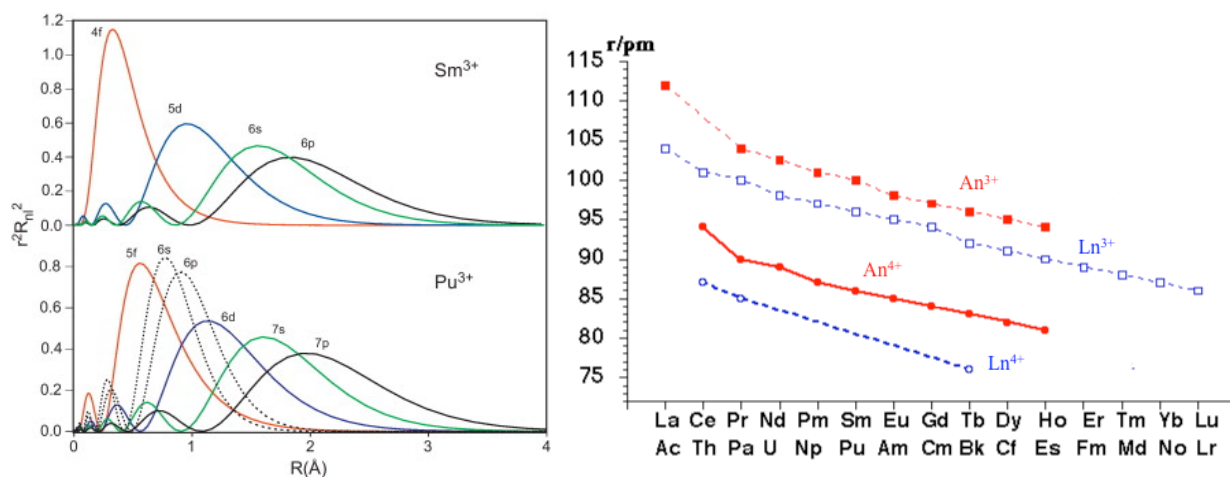 1.2
1.0
0.8
0.6
0.4
0.2
0.0
r²Rnl²
4f
5d
6s
6p
Sm³⁺
0.8
0.6
0.4
0.2
0.0
5f
6s
6p
6d
7s
7p
Pu³⁺
0 1 2 3 4
R(Å)
r/pm
115
110
105
100
95
90
85
80
75
An³⁺
Ln³⁺
An⁴⁺
Ln⁴⁺
La Ce Pr Nd Pm Sm Eu Gd Tb Dy Ho Er Tm Yb Lu
Ac Th Pa U Np Pu Am Cm Bk Cf Es Fm Md No Lr